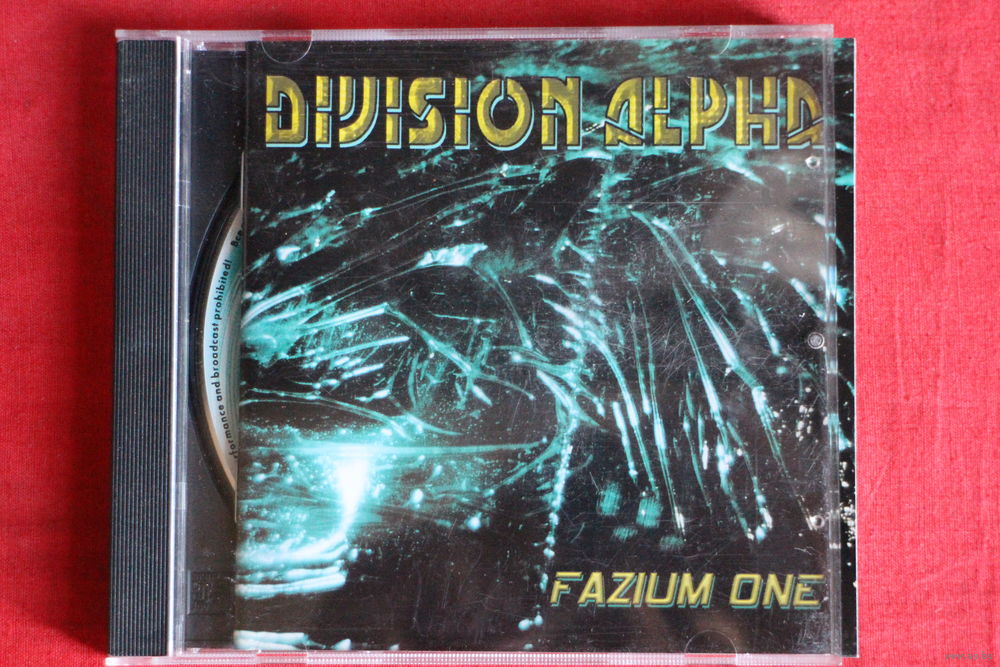 DIVISION ALPHA
formance and broadcast prohibited!
FAZIUM ONE